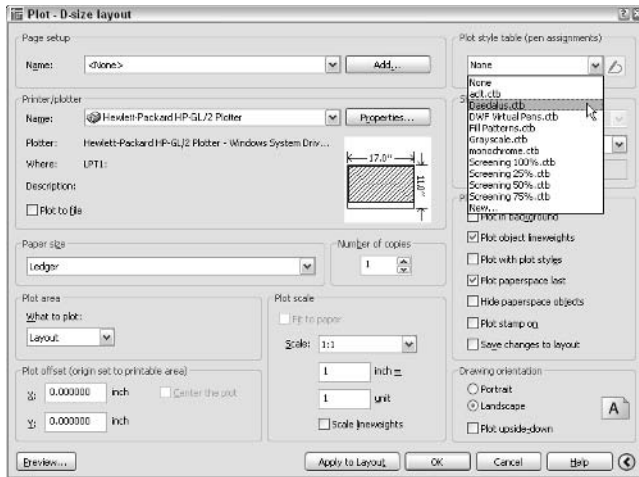 Plot - D-size layout
Page setup
Name: <None> Add...
Printer/plotter
Name: Hewlett-Packard HP-GL/2 Plotter Properties...
Plotter: Hewlett-Packard HP-GL/2 Plotter - Windows System Driv...
Where: LPT1:
Description:
Plot to file
17.0"
11.0"
Paper size
Ledger
Number of copies
1
Plot area
What to plot:
Layout
Plot scale
Fit to paper
Scale: 1:1
1 inch =
1 unit
Scale lineweights
Plot offset (origin set to printable area)
X: 0.000000 inch Center the plot
Y: 0.000000 inch
Plot style table (pen assignments)
None
None
adt.ctb
Daedalus.ctb
DWF Virtual Pens.ctb
Fill Patterns.ctb
Grayscale.ctb
monochrome.ctb
Screening 100%.ctb
Screening 25%.ctb
Screening 50%.ctb
Screening 75%.ctb
New...
Plot in background
Plot object lineweights
Plot with plot styles
Plot paperspace last
Hide paperspace objects
Plot stamp on
Save changes to layout
Drawing orientation
Portrait
Landscape
A
Plot upside-down
Preview... Apply to Layout OK Cancel Help